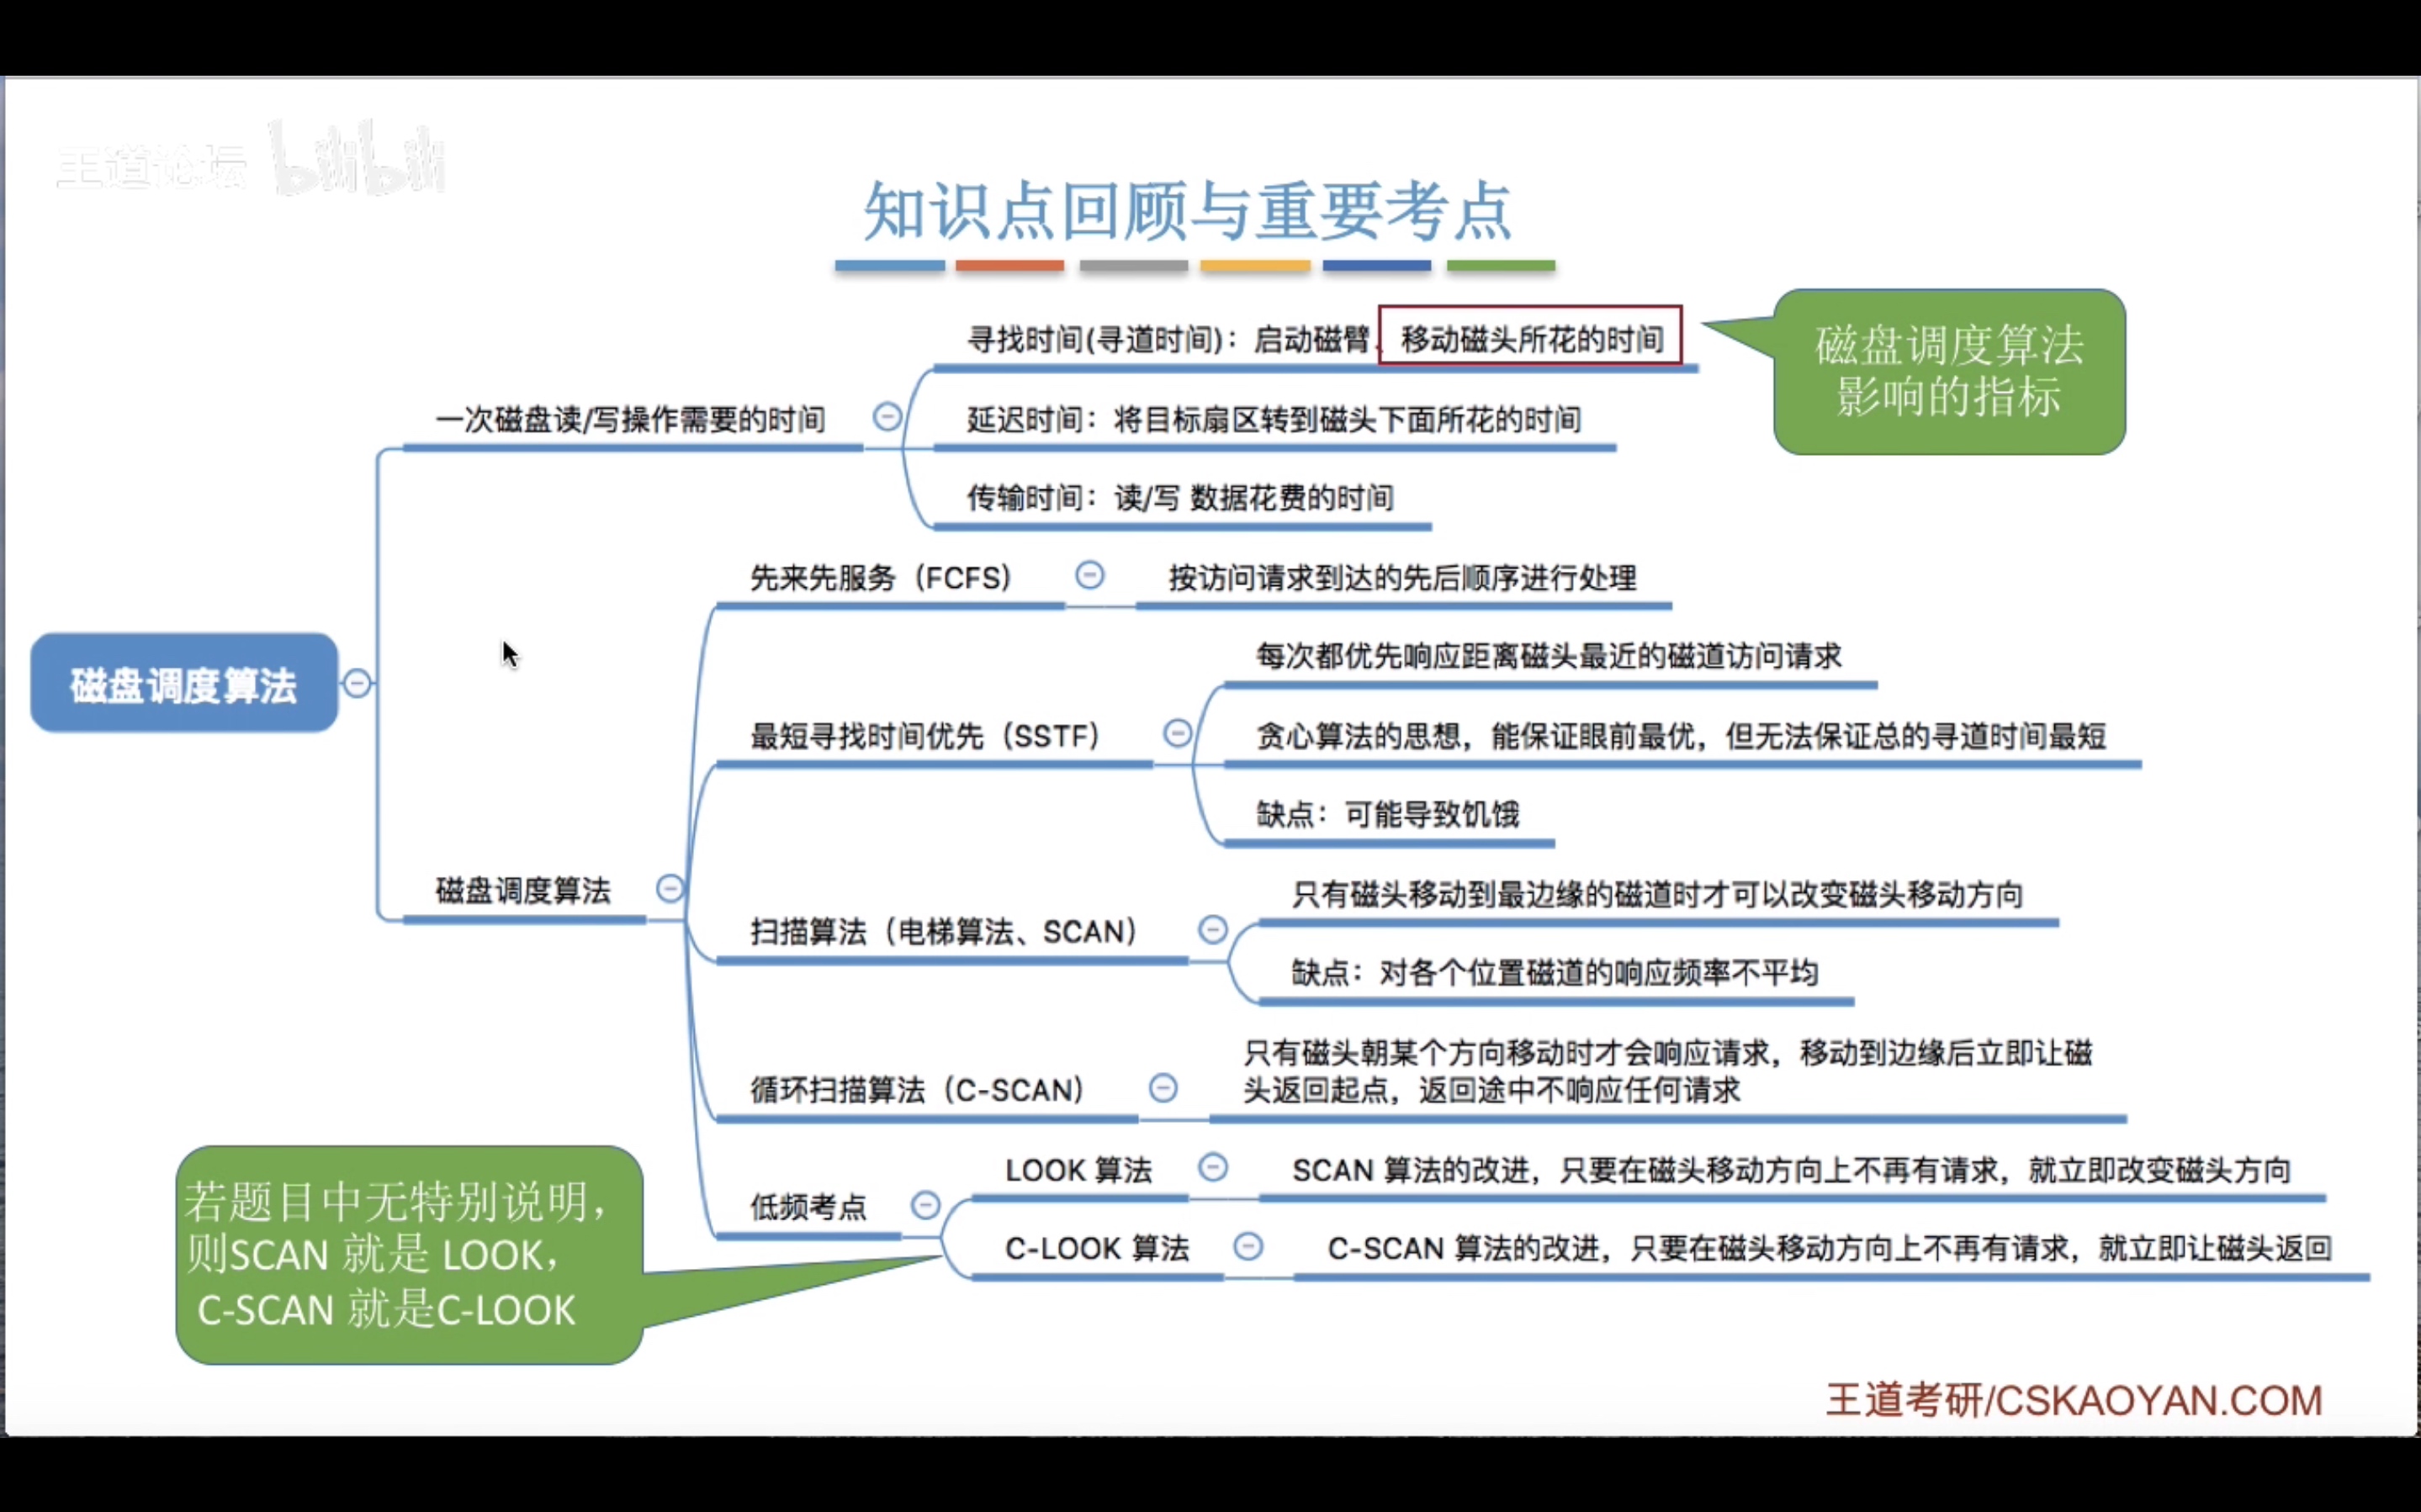 王道论坛 bilibili
知识点回顾与重要考点
寻找时间(寻道时间)：启动磁臂、移动磁头所花的时间
磁盘调度算法
影响的指标
一次磁盘读/写操作需要的时间
延迟时间：将目标扇区转到磁头下面所花的时间
传输时间：读/写 数据花费的时间
先来先服务（FCFS）
按访问请求到达的先后顺序进行处理
每次都优先响应距离磁头最近的磁道访问请求
磁盘调度算法
最短寻找时间优先（SSTF）
贪心算法的思想，能保证眼前最优，但无法保证总的寻道时间最短
缺点：可能导致饥饿
磁盘调度算法
只有磁头移动到最边缘的磁道时才可以改变磁头移动方向
扫描算法（电梯算法、SCAN）
缺点：对各个位置磁道的响应频率不平均
循环扫描算法（C-SCAN）
只有磁头朝某个方向移动时才会响应请求，移动到边缘后立即让磁
头返回起点，返回途中不响应任何请求
低频考点
LOOK 算法
SCAN 算法的改进，只要在磁头移动方向上不再有请求，就立即改变磁头方向
C-LOOK 算法
C-SCAN 算法的改进，只要在磁头移动方向上不再有请求，就立即让磁头返回
若题目中无特别说明，
则SCAN 就是 LOOK，
C-SCAN 就是C-LOOK
王道考研/CSKAOYAN.COM